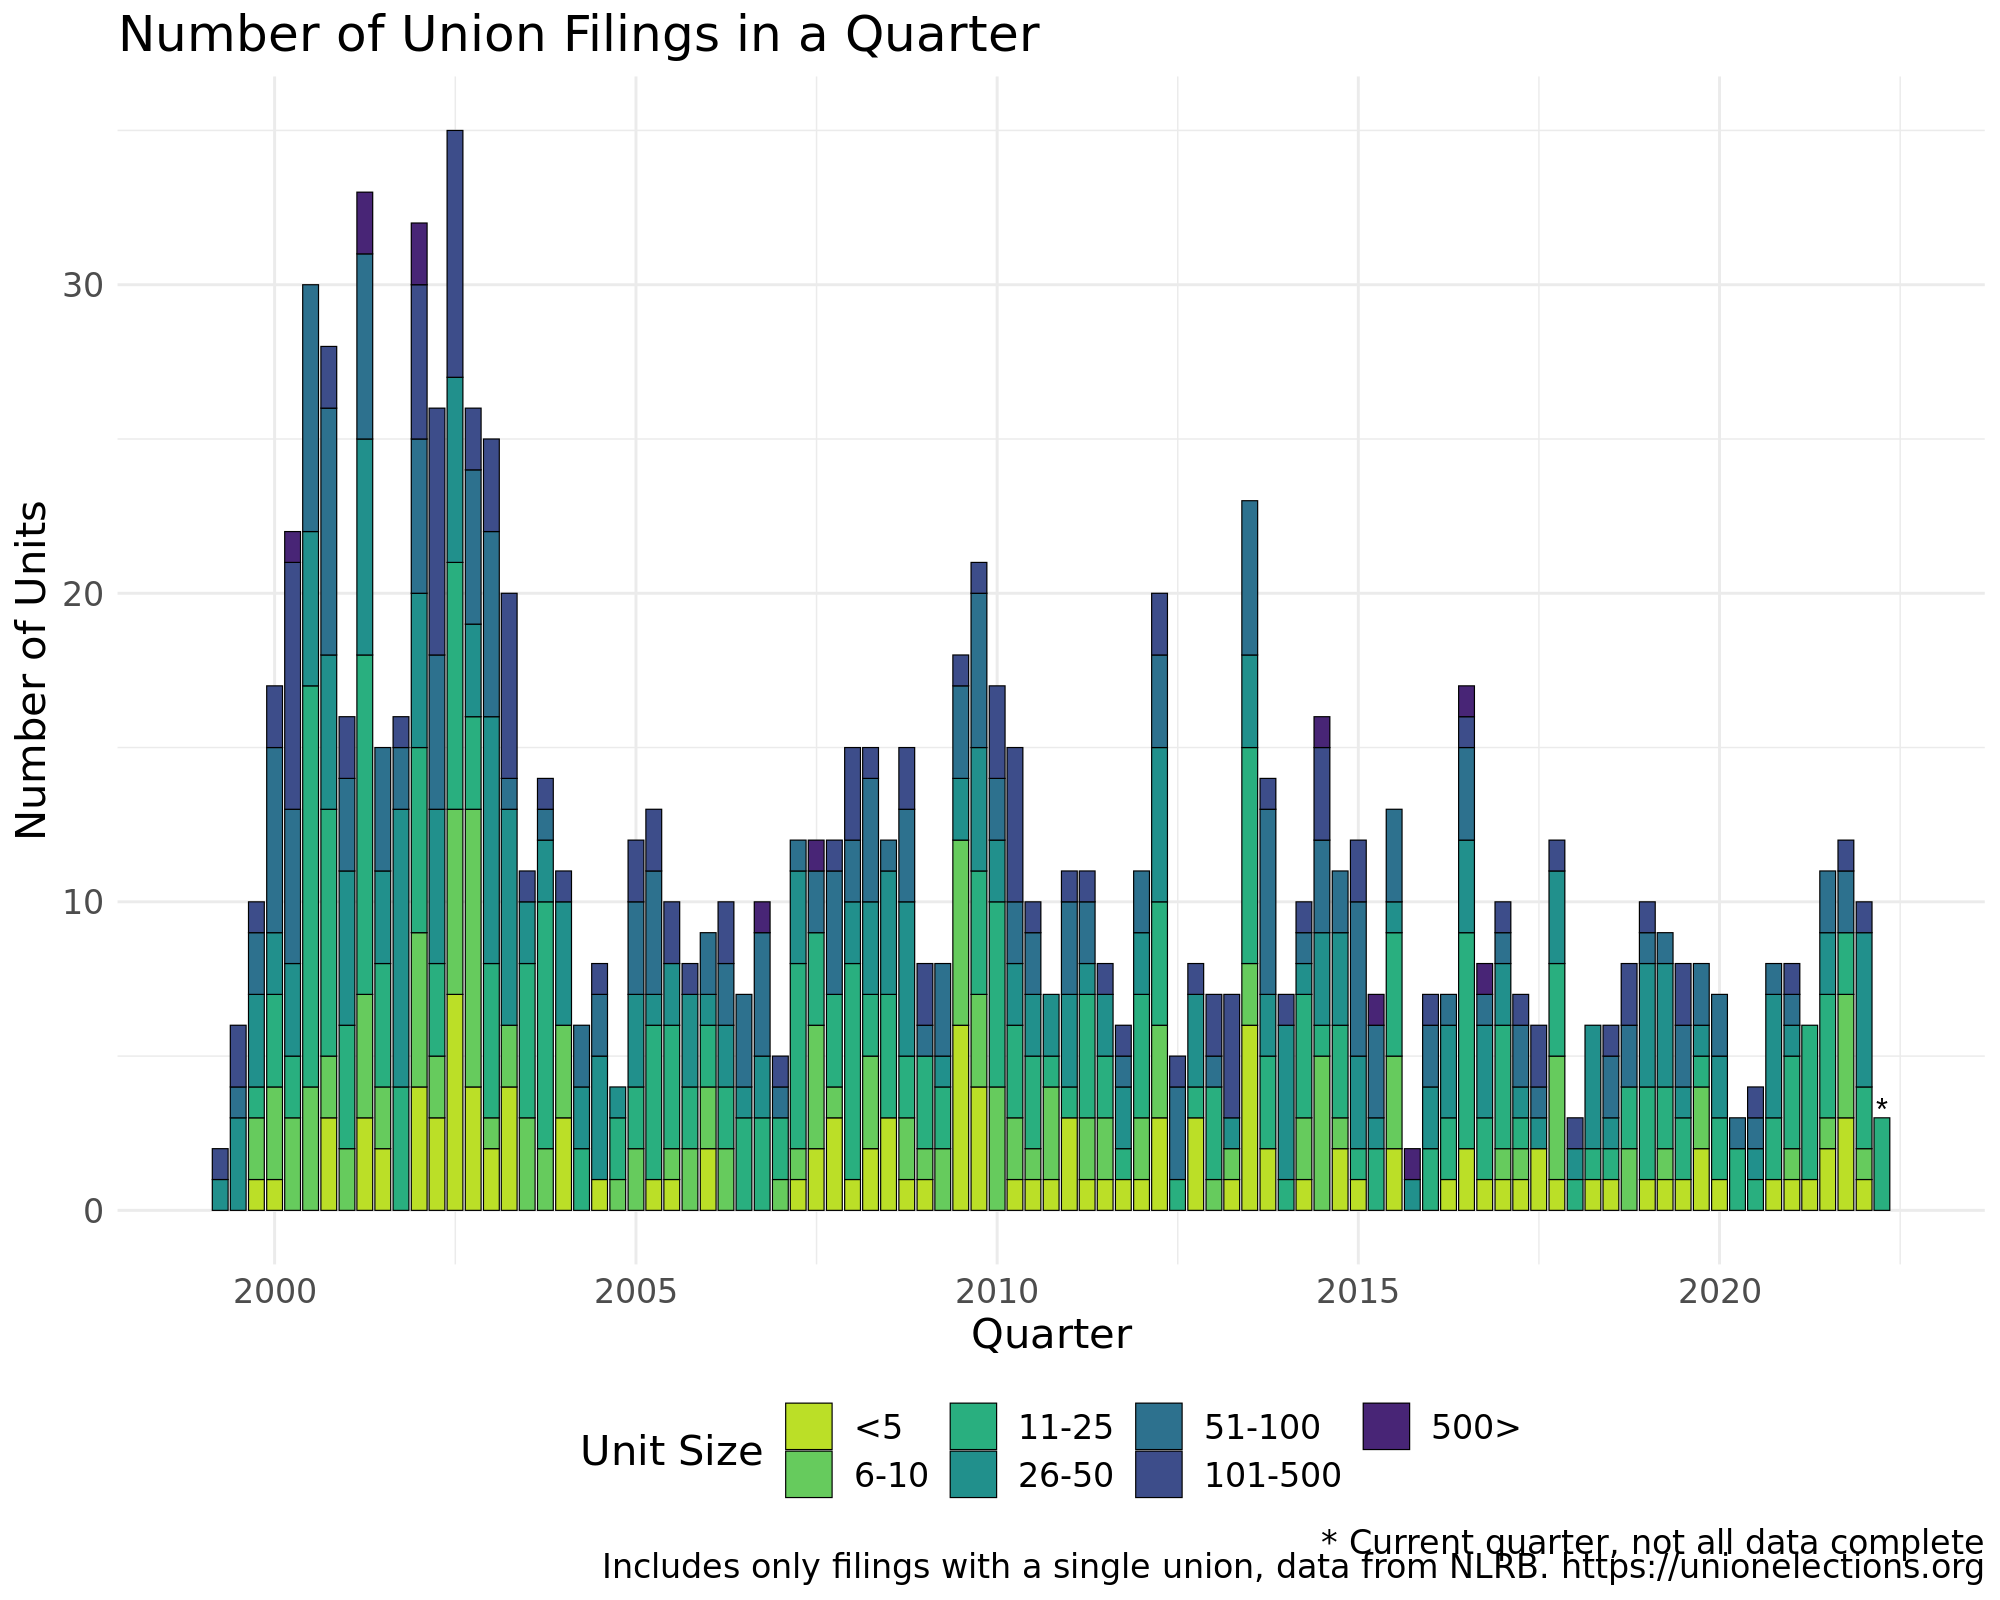 Number of Union Filings in a Quarter
Number of Units
30
20
10
0
2000 2005 2010 2015 2020
*
Quarter
Unit Size
<5 11-25 51-100 500>
6-10 26-50 101-500
* Current quarter, not all data complete
Includes only filings with a single union, data from NLRB. https://unionelections.org